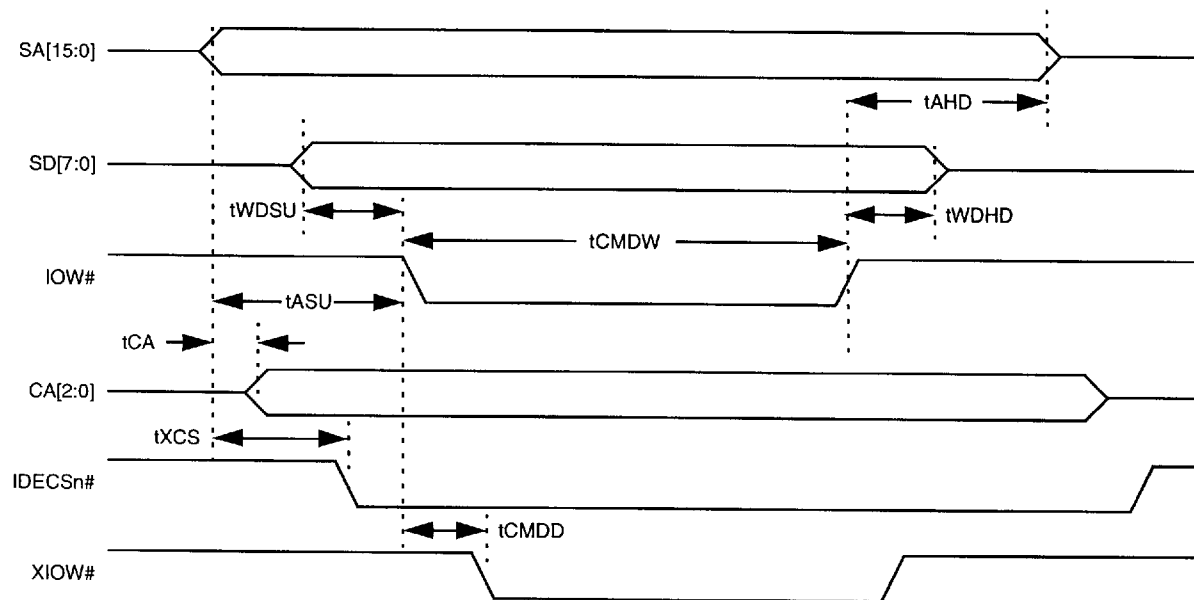 SA[15:0]
tAHD
SD[7:0]
tWDSU
tWDHD
tCMDW
IOW#
tASU
tCA
CA[2:0]
tXCS
IDECSn#
tCMDD
XIOW#